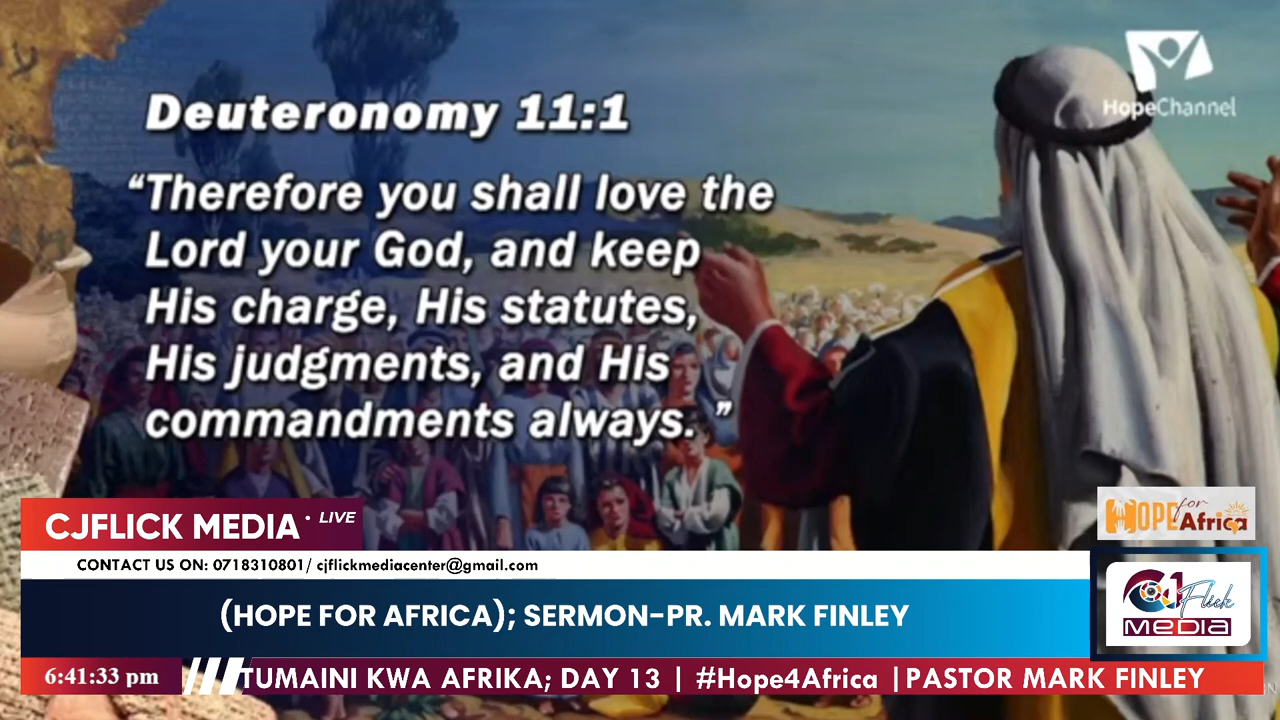 HopeChannel
Deuteronomy 11:1
“Therefore you shall love the
Lord your God, and keep
His charge, His statutes,
His judgments, and His
commandments always. ”
CJFLICK MEDIA • LIVE
HOPE for Africa
CONTACT US ON: 0718310801/ cjflickmediacenter@gmail.com
(HOPE FOR AFRICA); SERMON-PR. MARK FINLEY
Flick
MEDIA
6:41:33 pm
TUMAINI KWA AFRIKA; DAY 13 | #Hope4Africa |PASTOR MARK FINLEY